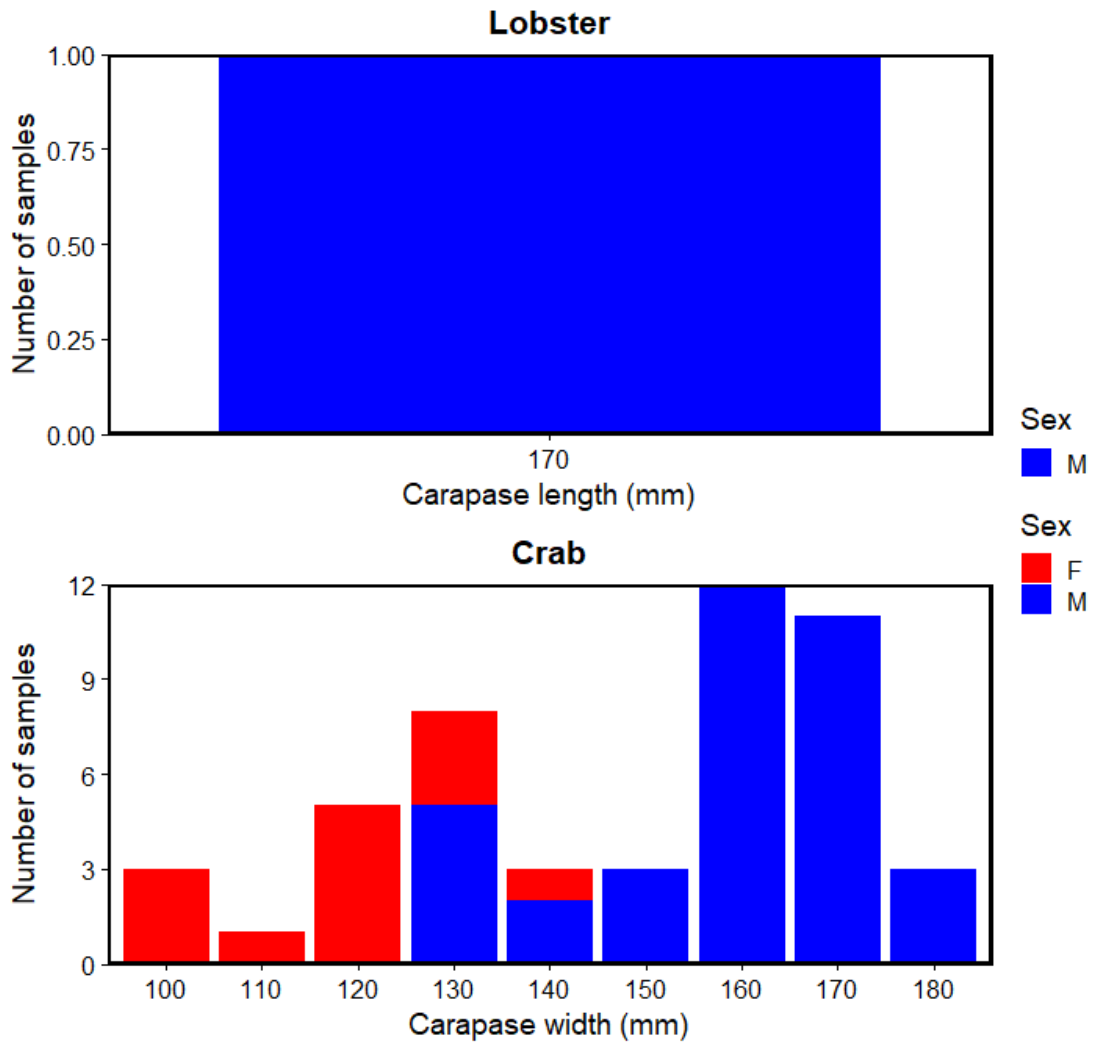 Lobster
Number of samples
1.00
0.75
0.50
0.25
0.00
170
Carapase length (mm)
Sex
M
Sex
F
M
Crab
Number of samples
12
9
6
3
0
100 110 120 130 140 150 160 170 180
Carapase width (mm)